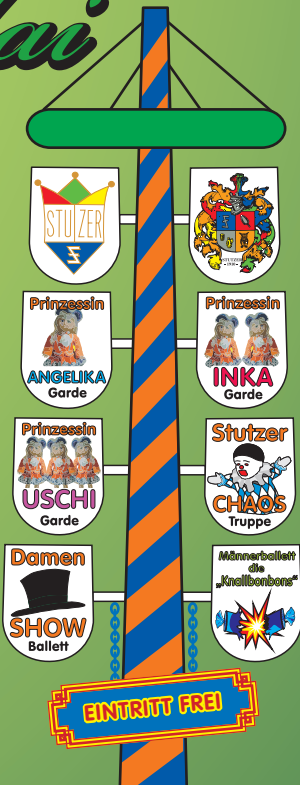 ai
STUTZER
STUTZER
Prinzessin
ANGELIKA
Garde
Prinzessin
INKA
Garde
Prinzessin
USCHI
Garde
Stutzer
CHAOS
Truppe
Damen
SHOW
Ballett
Männerballett
die
„Knallbonbons“
EINTRITT FREI